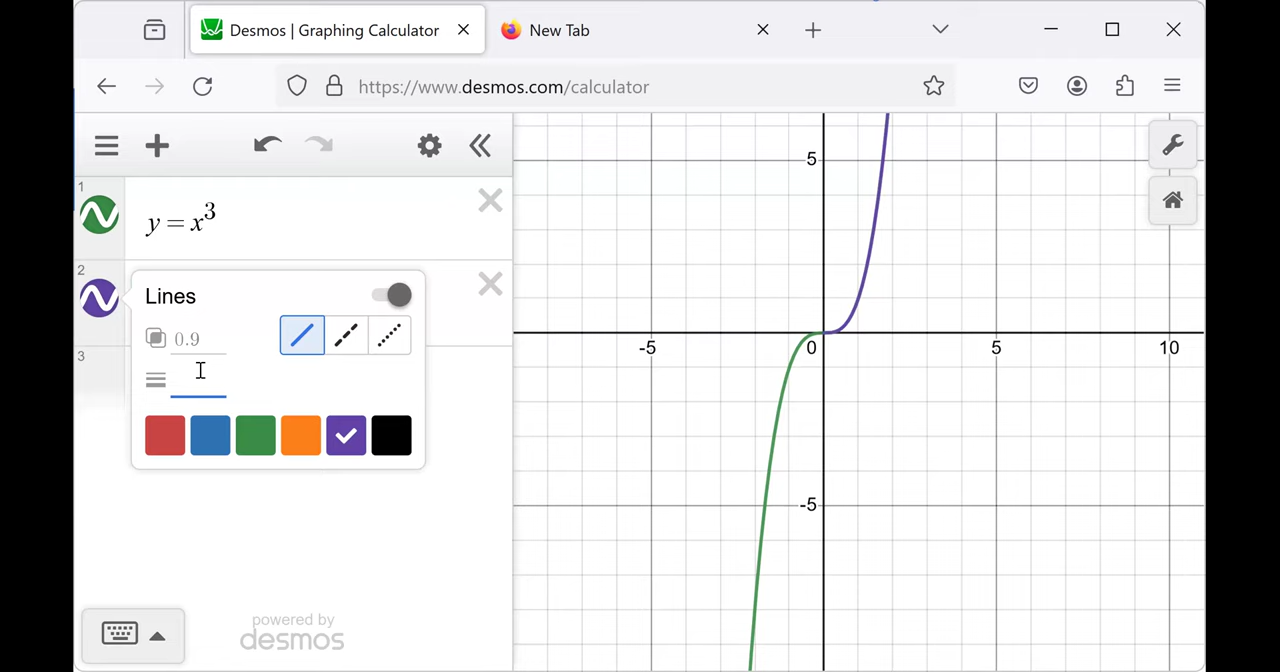 Desmos | Graphing Calculator
New Tab
https://www.desmos.com/calculator
1
y = x³
2
Lines
0.9
3
powered by
desmos
5
-5
0
5
10
-5